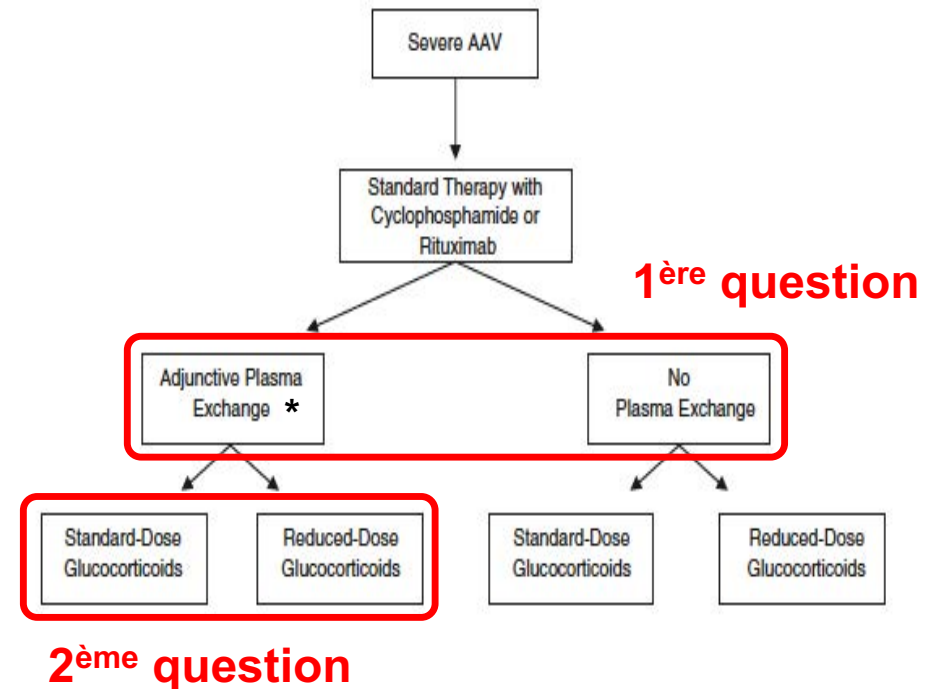 Severe AAV
Standard Therapy with
Cyclophosphamide or
Rituximab
1ère question
Adjunctive Plasma
Exchange *
No
Plasma Exchange
Standard-Dose
Glucocorticoids
Reduced-Dose
Glucocorticoids
Standard-Dose
Glucocorticoids
Reduced-Dose
Glucocorticoids
2ème question